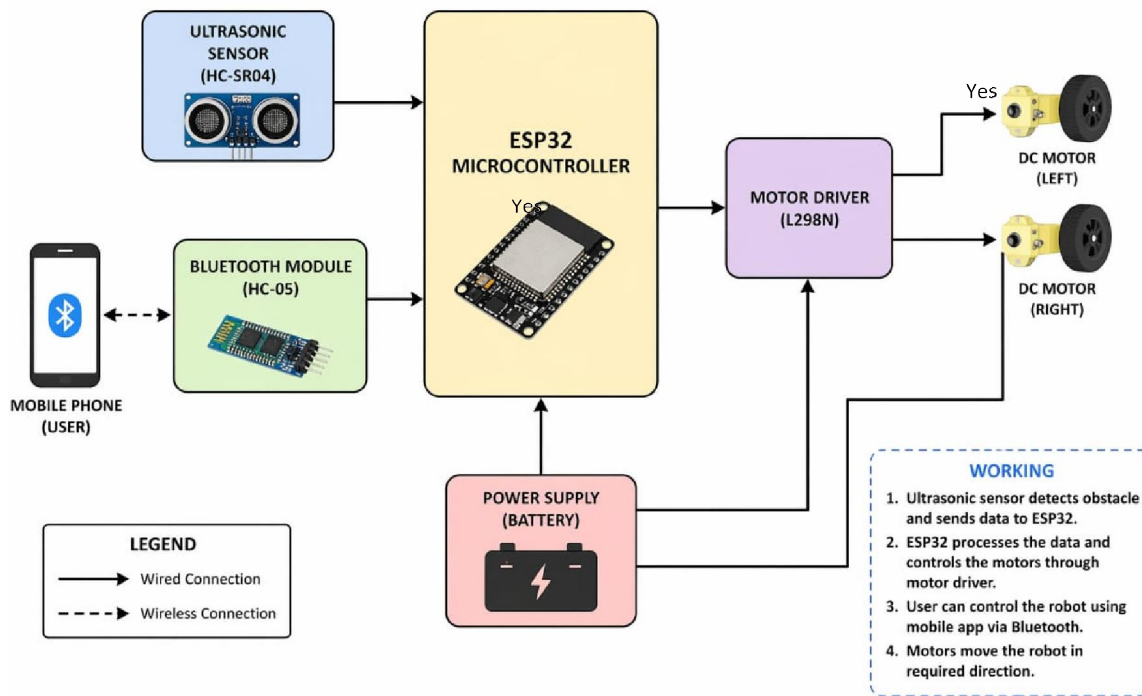 ULTRASONIC
SENSOR
(HC-SR04)
ESP32
MICROCONTROLLER
Yes
BLUETOOTH MODULE
(HC-05)
MOBILE PHONE
(USER)
MOTOR DRIVER
(L298N)
Yes
DC MOTOR
(LEFT)
DC MOTOR
(RIGHT)
POWER SUPPLY
(BATTERY)
LEGEND
Wired Connection
Wireless Connection
WORKING
1. Ultrasonic sensor detects obstacle
and sends data to ESP32.
2. ESP32 processes the data and
controls the motors through
motor driver.
3. User can control the robot using
mobile app via Bluetooth.
4. Motors move the robot in
required direction.